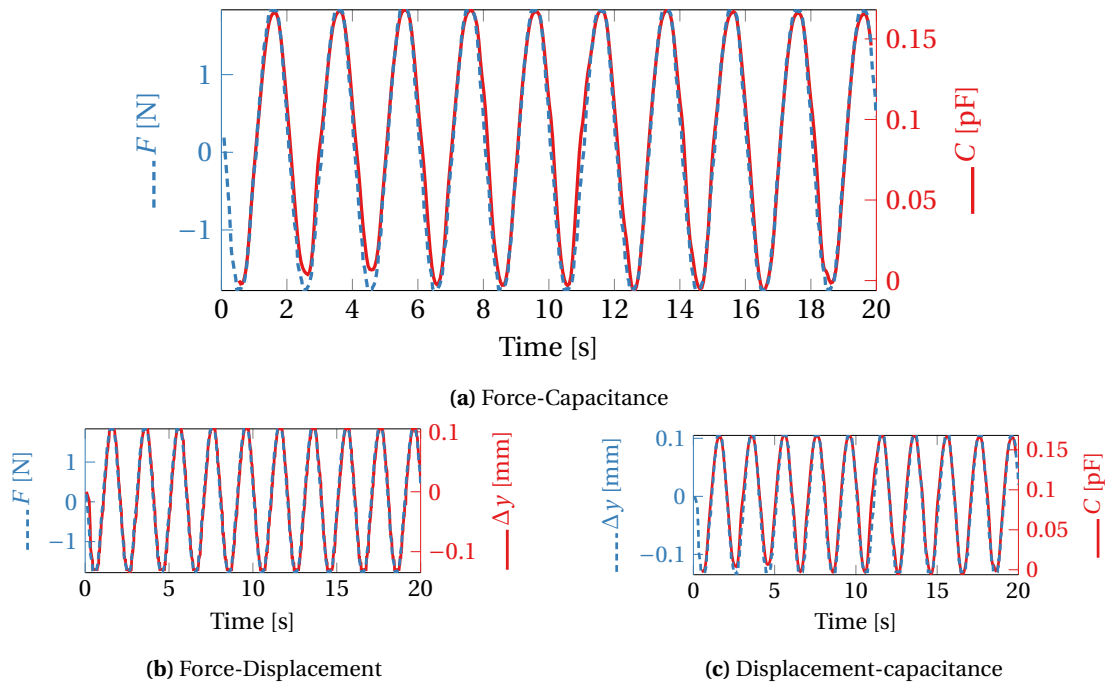 1
0
−1
F [N]
0.15
0.1
0.05
0
C [pF]
0 2 4 6 8 10 12 14 16 18 20
Time [s]
(a) Force-Capacitance
1
0
−1
F [N]
0.1
0
−0.1
Δy [mm]
0 5 10 15 20
Time [s]
(b) Force-Displacement
0.1
0
−0.1
Δy [mm]
0.15
0.1
0.05
0
C [pF]
0 5 10 15 20
Time [s]
(c) Displacement-capacitance